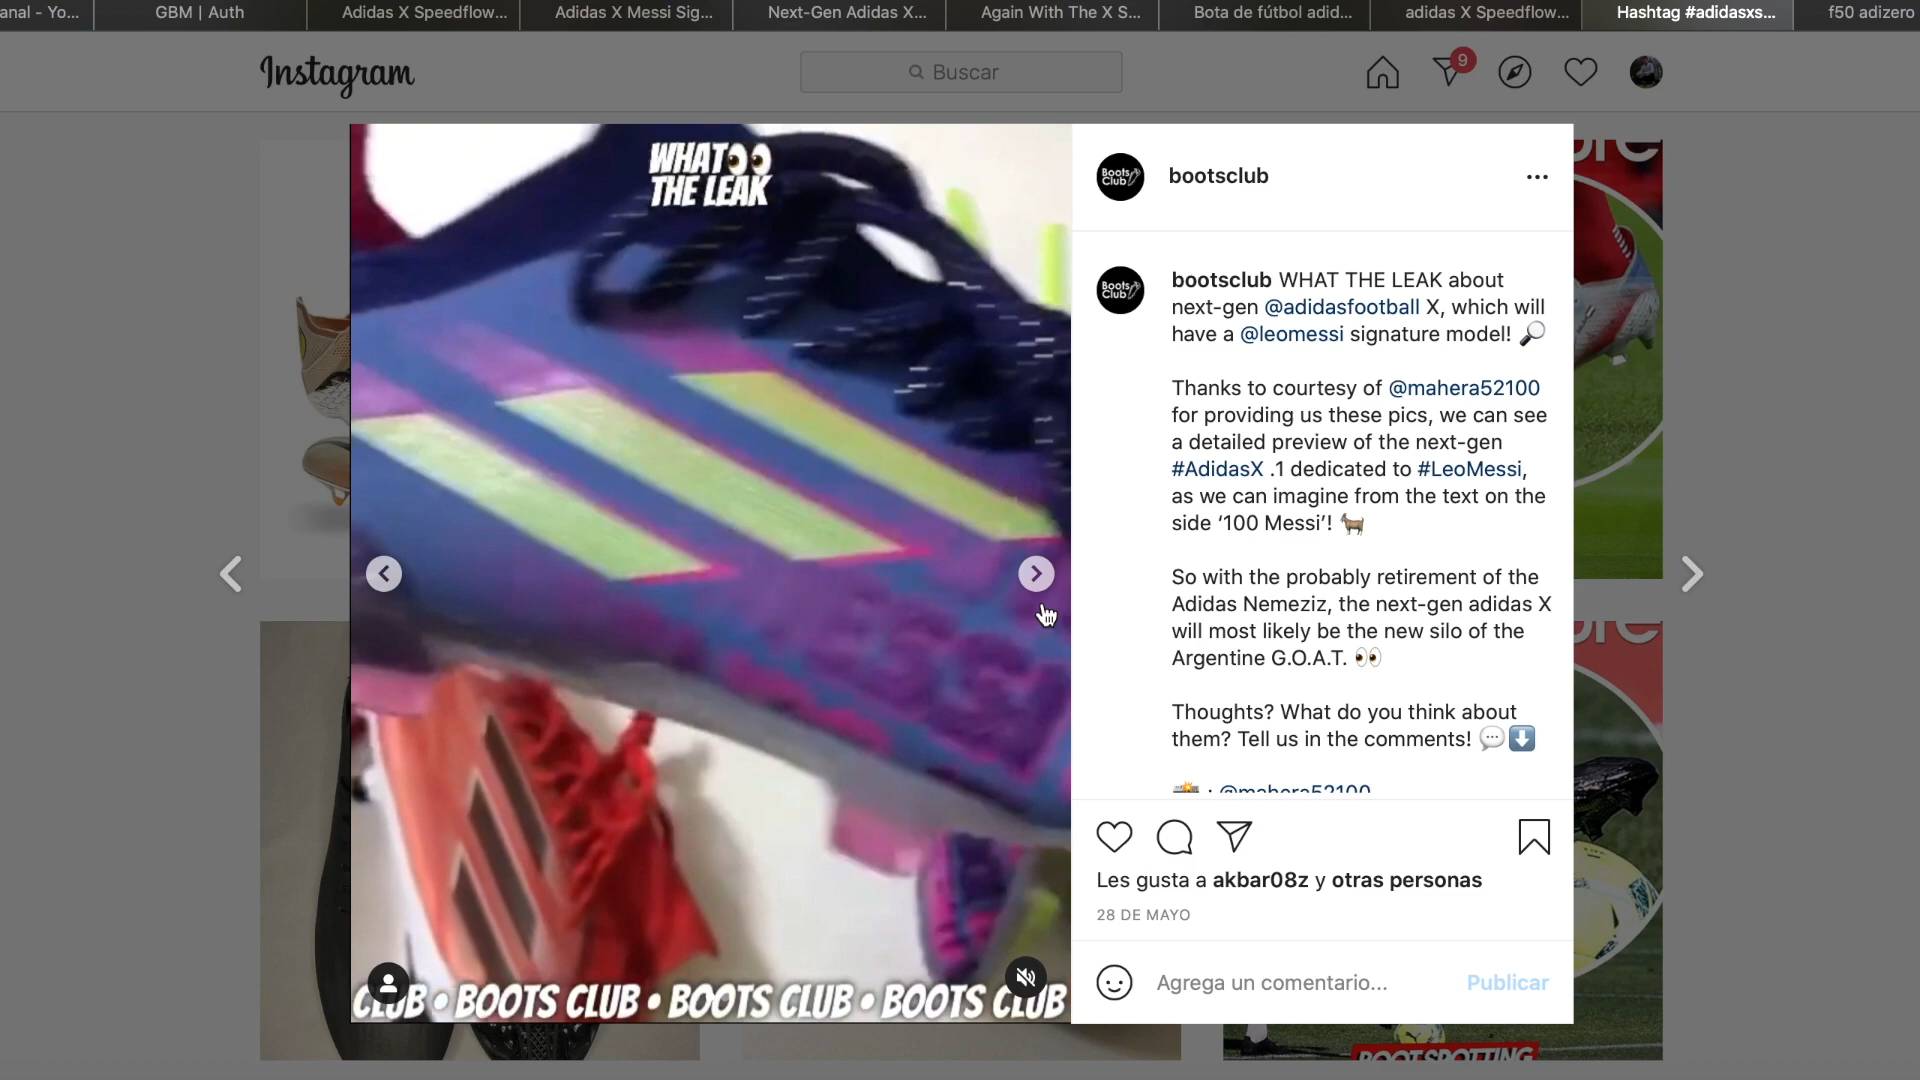 anal - Yo...
GBM | Auth
Adidas X Speedflow...
Adidas X Messi Sig...
Next-Gen Adidas X...
Again With The X S...
Bota de fútbol adid...
adidas X Speedflow...
Hashtag #adidasxs...
f50 adizero
Instagram
Buscar
9
WHAT
THE LEAK
CLUB • BOOTS CLUB • BOOTS CLUB • BOOTS CLUB
Boots
Club
bootsclub
Boots
Club
bootsclub WHAT THE LEAK about
next-gen @adidasfootball X, which will
have a @leomessi signature model! 🔎
Thanks to courtesy of @mahera52100
for providing us these pics, we can see
a detailed preview of the next-gen
#AdidasX .1 dedicated to #LeoMessi,
as we can imagine from the text on the
side ‘100 Messi’! 🐐
So with the probably retirement of the
Adidas Nemeziz, the next-gen adidas X
will most likely be the new silo of the
Argentine G.O.A.T. 👀
Thoughts? What do you think about
them? Tell us in the comments! 💬⬇️
📸 : @mahera52100
Les gusta a akbar08z y otras personas
28 DE MAYO
Agrega un comentario...
Publicar
BOOTSPOTTING